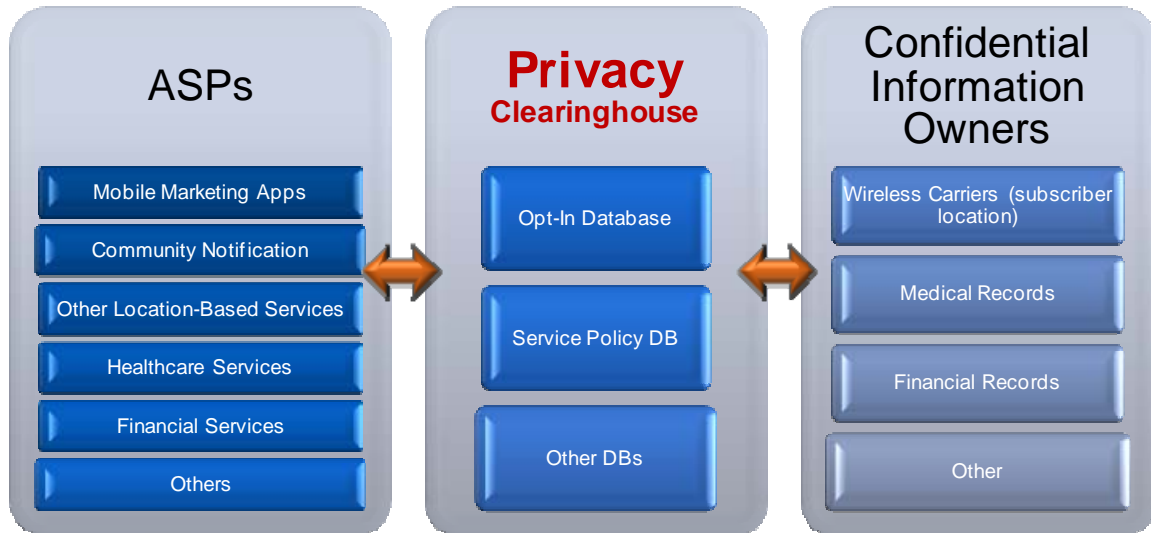 ASPs
Mobile Marketing Apps
Community Notification
Other Location-Based Services
Healthcare Services
Financial Services
Others
Privacy
Clearinghouse
Opt-In Database
Service Policy DB
Other DBs
Confidential
Information
Owners
Wireless Carriers (subscriber
location)
Medical Records
Financial Records
Other